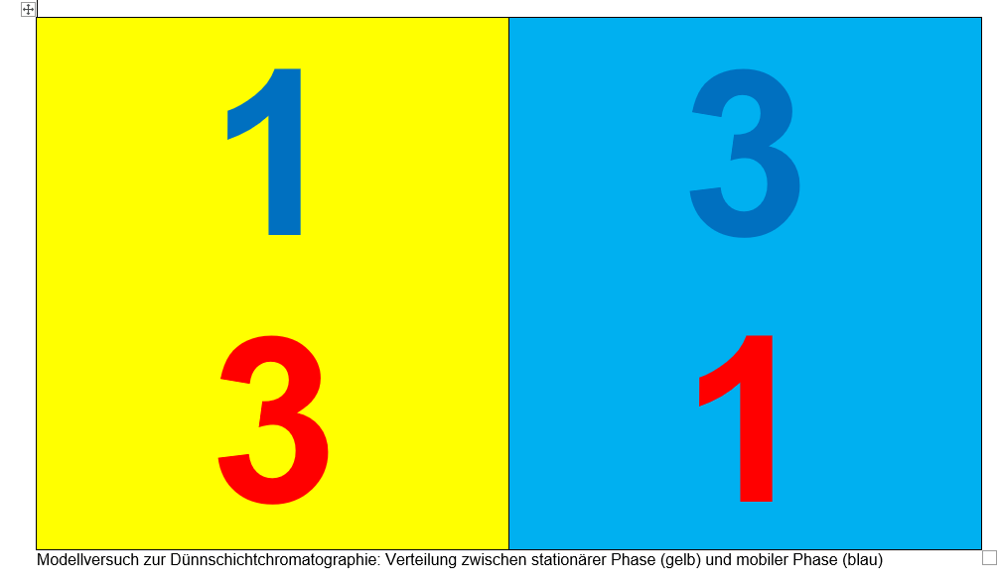 1 3
3 1
Modellversuch zur Dünnschichtchromatographie: Verteilung zwischen stationärer Phase (gelb) und mobiler Phase (blau)